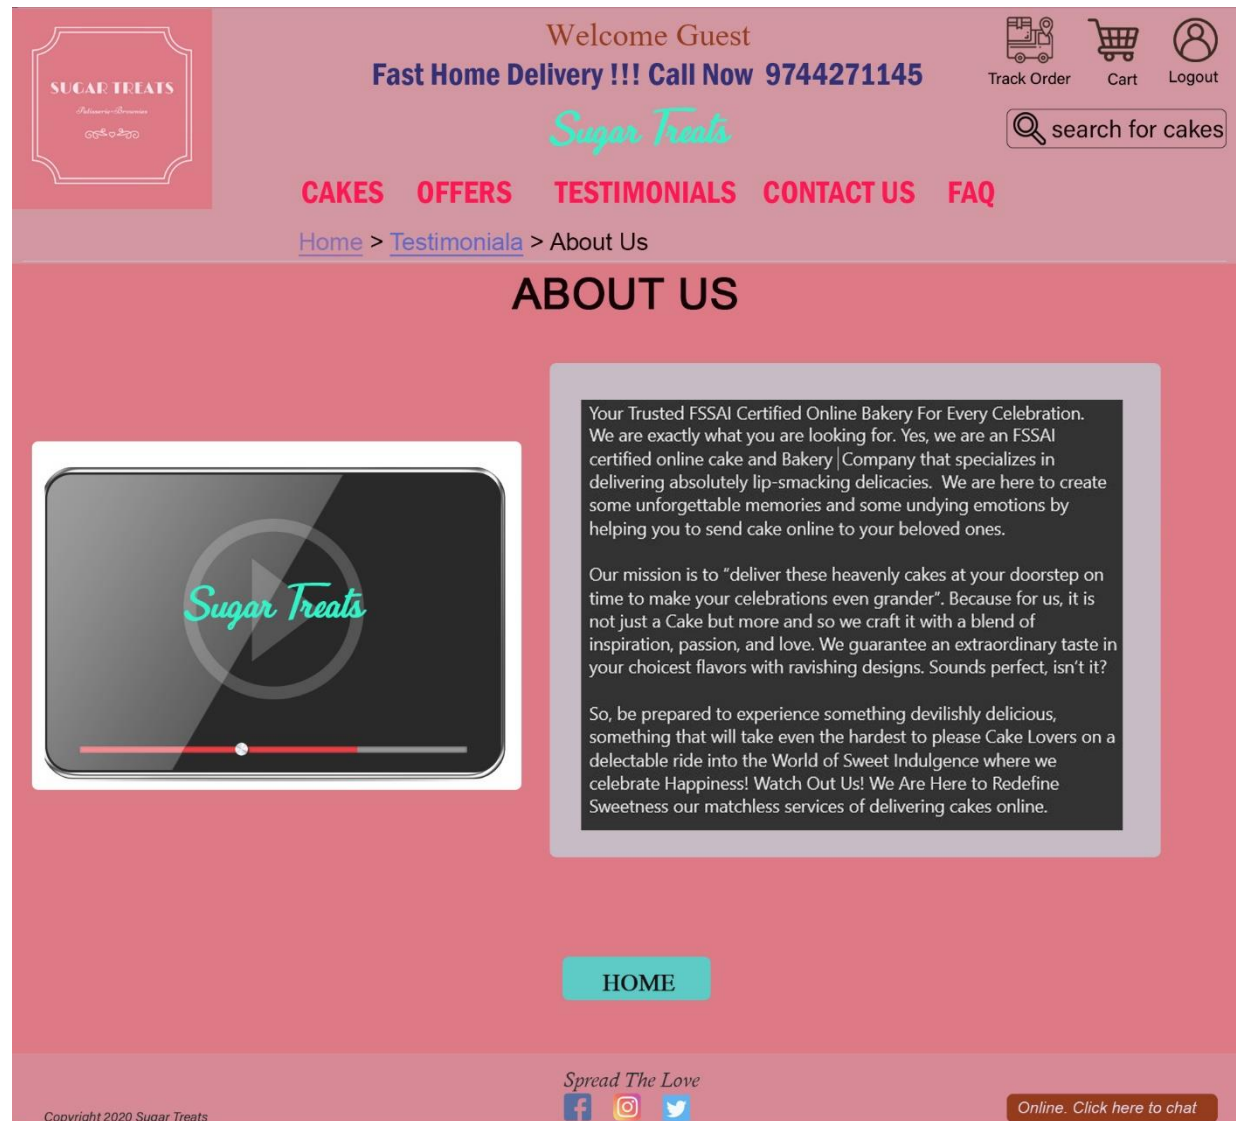 SUGAR TREATS
Patisserie-Brownies
Welcome Guest
Fast Home Delivery !!! Call Now 9744271145
Sugar Treats
Track Order
Cart
Logout
search for cakes
CAKES OFFERS TESTIMONIALS CONTACT US FAQ
Home > Testimoniala > About Us
ABOUT US
Sugar Treats
Your Trusted FSSAI Certified Online Bakery For Every Celebration.
We are exactly what you are looking for. Yes, we are an FSSAI
certified online cake and Bakery Company that specializes in
delivering absolutely lip-smacking delicacies. We are here to create
some unforgettable memories and some undying emotions by
helping you to send cake online to your beloved ones.
Our mission is to “deliver these heavenly cakes at your doorstep on
time to make your celebrations even grander”. Because for us, it is
not just a Cake but more and so we craft it with a blend of
inspiration, passion, and love. We guarantee an extraordinary taste in
your choicest flavors with ravishing designs. Sounds perfect, isn’t it?
So, be prepared to experience something devilishly delicious,
something that will take even the hardest to please Cake Lovers on a
delectable ride into the World of Sweet Indulgence where we
celebrate Happiness! Watch Out Us! We Are Here to Redefine
Sweetness our matchless services of delivering cakes online.
HOME
Spread The Love
Copyright 2020 Sugar Treats
Online. Click here to chat